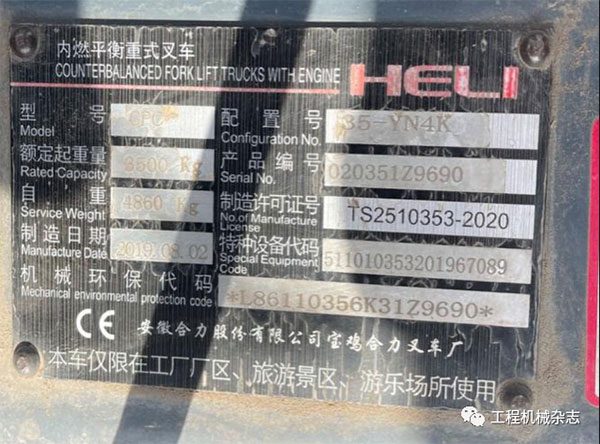 内燃平衡重式叉车
COUNTERBALANCED FORK LIFT TRUCKS WITH ENGINE HELI
型号 Model CPC 配置号 Configuration No. 35-YN4K
额定起重量 Rated Capacity 3500 Kg 产品编号 Serial No. 020351Z9690
自重 Service Weight 4860 Kg 制造许可证号 No.of Manufacture License TS2510353-2020
制造日期 Manufacture Date 2019.08.02 特种设备代码 Special Equipment Code 511010353201967089
机械环保代码 Mechanical environmental protection code *L86110356K31Z9690*
CE 安徽合力股份有限公司宝鸡合力叉车厂
本车仅限在工厂厂区、旅游景区、游乐场所使用
工程机械杂志